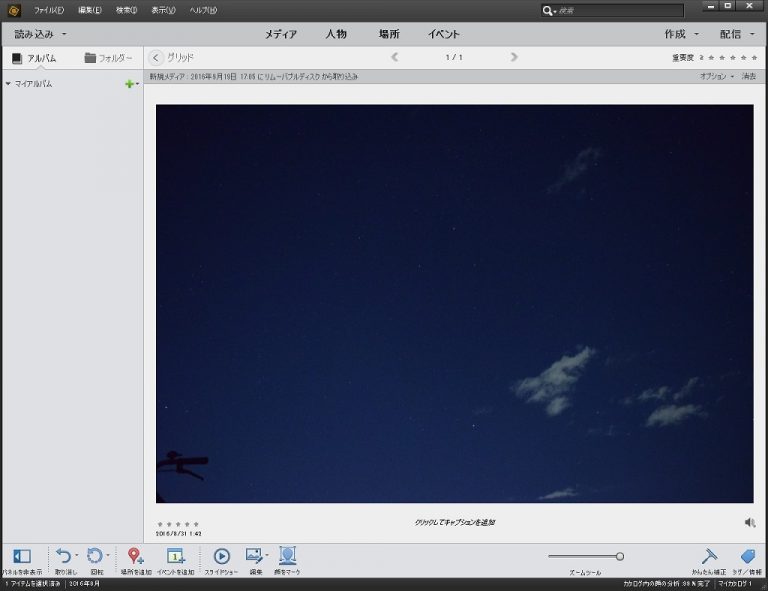 ファイル(F) 編集(E) 検索(I) 表示(V) ヘルプ(H) 検索
読み込み メディア 人物 場所 イベント 作成 配信
アルバム フォルダー グリッド 1 / 1 重要度 ≥
マイアルバム
新規メディア : 2016年9月19日 17:05 にリムーバブルディスク から取り込み オプション 消去
クリックしてキャプションを追加
2016/8/31 1:42
パネルを非表示 取り消し 回転 場所を追加 イベントを追加 スライドショー 編集 顔をマーク ズームツール かんたん補正 タグ / 情報
1 アイテムを選択済み 2016年8月
カタログ内の顔の分析 : 99 % 完了 マイカタログ 1